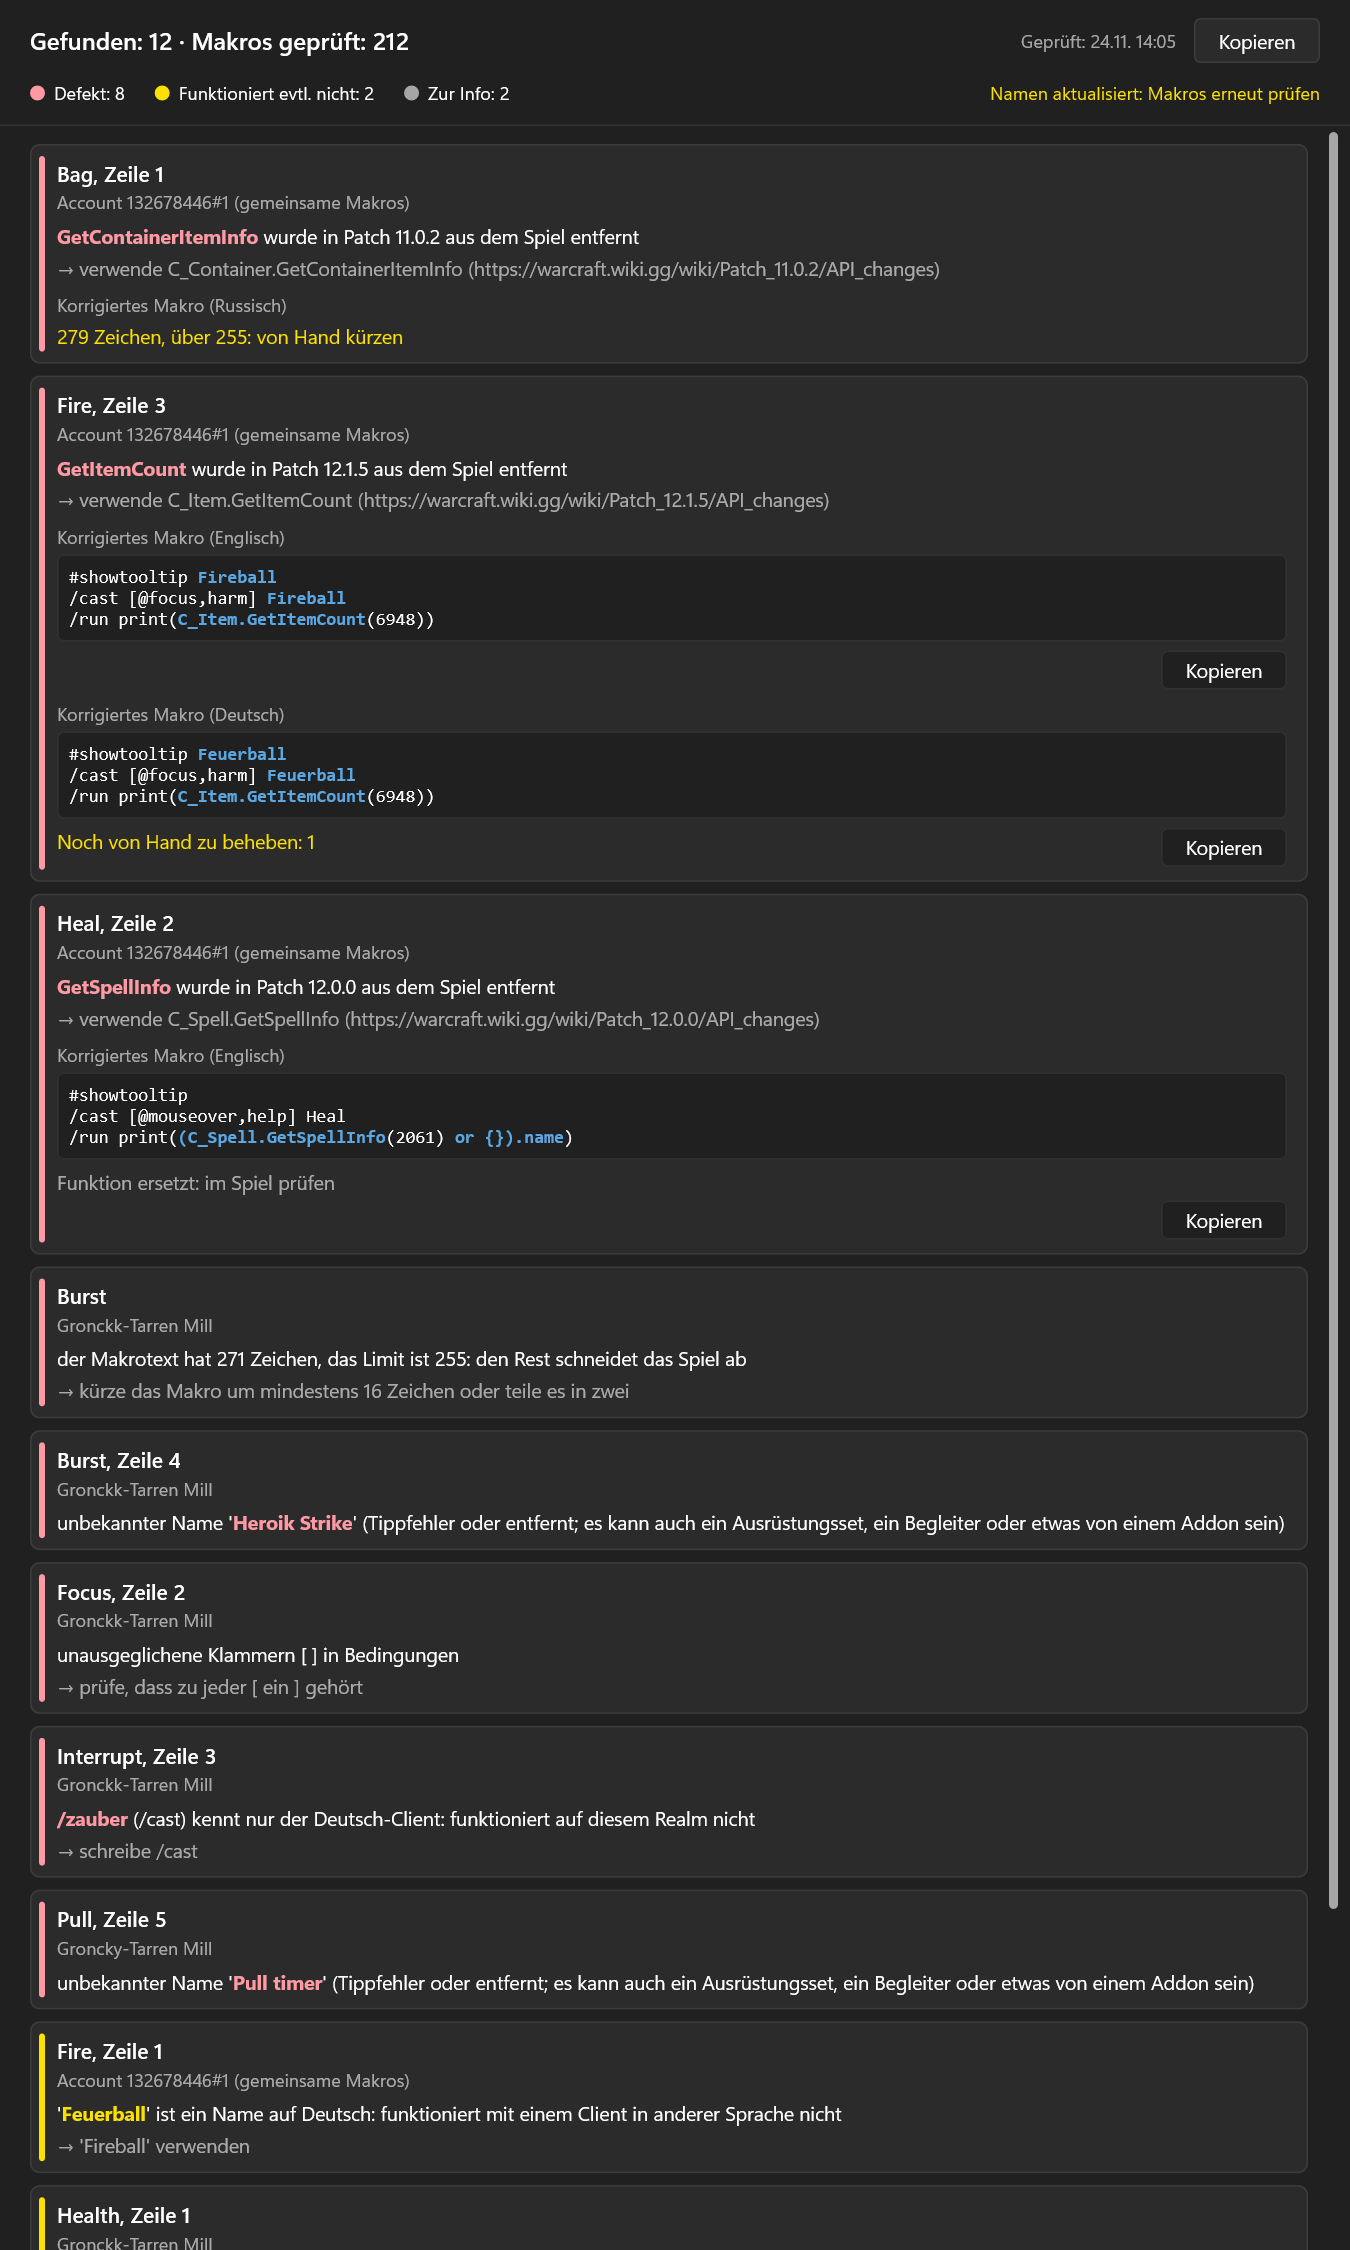 Gefunden: 12 · Makros geprüft: 212
Geprüft: 24.11. 14:05
Kopieren
Defekt: 8
Funktioniert evtl. nicht: 2
Zur Info: 2
Namen aktualisiert: Makros erneut prüfen
Bag, Zeile 1
Account 132678446#1 (gemeinsame Makros)
GetContainerItemInfo wurde in Patch 11.0.2 aus dem Spiel entfernt
→ verwende C_Container.GetContainerItemInfo (https://warcraft.wiki.gg/wiki/Patch_11.0.2/API_changes)
Korrigiertes Makro (Russisch)
279 Zeichen, über 255: von Hand kürzen
Fire, Zeile 3
Account 132678446#1 (gemeinsame Makros)
GetItemCount wurde in Patch 12.1.5 aus dem Spiel entfernt
→ verwende C_Item.GetItemCount (https://warcraft.wiki.gg/wiki/Patch_12.1.5/API_changes)
Korrigiertes Makro (Englisch)
#showtooltip Fireball
/cast [@focus,harm] Fireball
/run print(C_Item.GetItemCount(6948))
Kopieren
Korrigiertes Makro (Deutsch)
#showtooltip Feuerball
/cast [@focus,harm] Feuerball
/run print(C_Item.GetItemCount(6948))
Noch von Hand zu beheben: 1
Kopieren
Heal, Zeile 2
Account 132678446#1 (gemeinsame Makros)
GetSpellInfo wurde in Patch 12.0.0 aus dem Spiel entfernt
→ verwende C_Spell.GetSpellInfo (https://warcraft.wiki.gg/wiki/Patch_12.0.0/API_changes)
Korrigiertes Makro (Englisch)
#showtooltip
/cast [@mouseover,help] Heal
/run print((C_Spell.GetSpellInfo(2061) or {}).name)
Funktion ersetzt: im Spiel prüfen
Kopieren
Burst
Gronckk-Tarren Mill
der Makrotext hat 271 Zeichen, das Limit ist 255: den Rest schneidet das Spiel ab
→ kürze das Makro um mindestens 16 Zeichen oder teile es in zwei
Burst, Zeile 4
Gronckk-Tarren Mill
unbekannter Name 'Heroik Strike' (Tippfehler oder entfernt; es kann auch ein Ausrüstungsset, ein Begleiter oder etwas von einem Addon sein)
Focus, Zeile 2
Gronckk-Tarren Mill
unausgeglichene Klammern [ ] in Bedingungen
→ prüfe, dass zu jeder [ ein ] gehört
Interrupt, Zeile 3
Gronckk-Tarren Mill
/zauber (/cast) kennt nur der Deutsch-Client: funktioniert auf diesem Realm nicht
→ schreibe /cast
Pull, Zeile 5
Groncky-Tarren Mill
unbekannter Name 'Pull timer' (Tippfehler oder entfernt; es kann auch ein Ausrüstungsset, ein Begleiter oder etwas von einem Addon sein)
Fire, Zeile 1
Account 132678446#1 (gemeinsame Makros)
'Feuerball' ist ein Name auf Deutsch: funktioniert mit einem Client in anderer Sprache nicht
→ 'Fireball' verwenden
Health, Zeile 1
Gronckk-Tarren Mill